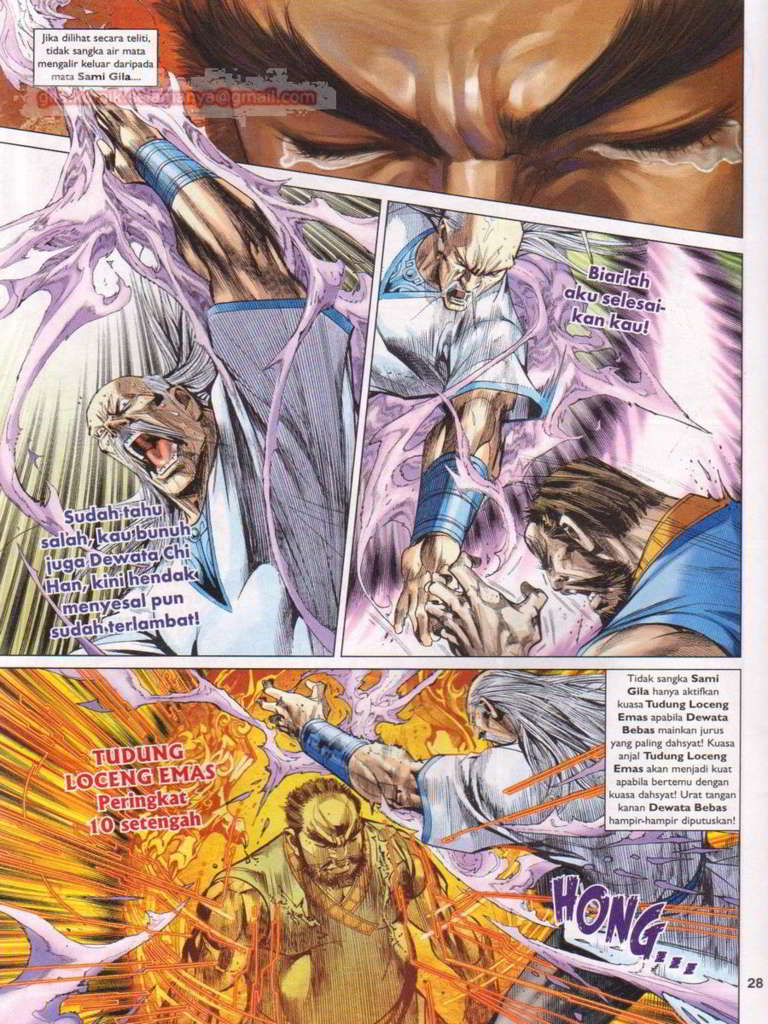 Jika dilihat secara teliti,
tidak sangka air mata
mengalir keluar daripada
mata Sami Gila....
Sudah tahu
salah, kau bunuh
juga Dewata Chi
Han, kini hendak
menyesal pun
sudah terlambat!
Biarlah
aku selesai-
kan kau!
TUDUNG
LOCENG EMAS
Peringkat
10 setengah
Tidak sangka Sami
Gila hanya aktifkan
kuasa Tudung Loceng
Emas apabila Dewata
Bebas mainkan jurus
yang paling dahsyat! Kuasa
anjal Tudung Loceng
Emas akan menjadi kuat
apabila bertemu dengan
kuasa dahsyat! Urat tangan
kanan Dewata Bebas
hampir-hampir diputuskan!
HONGzzz
28